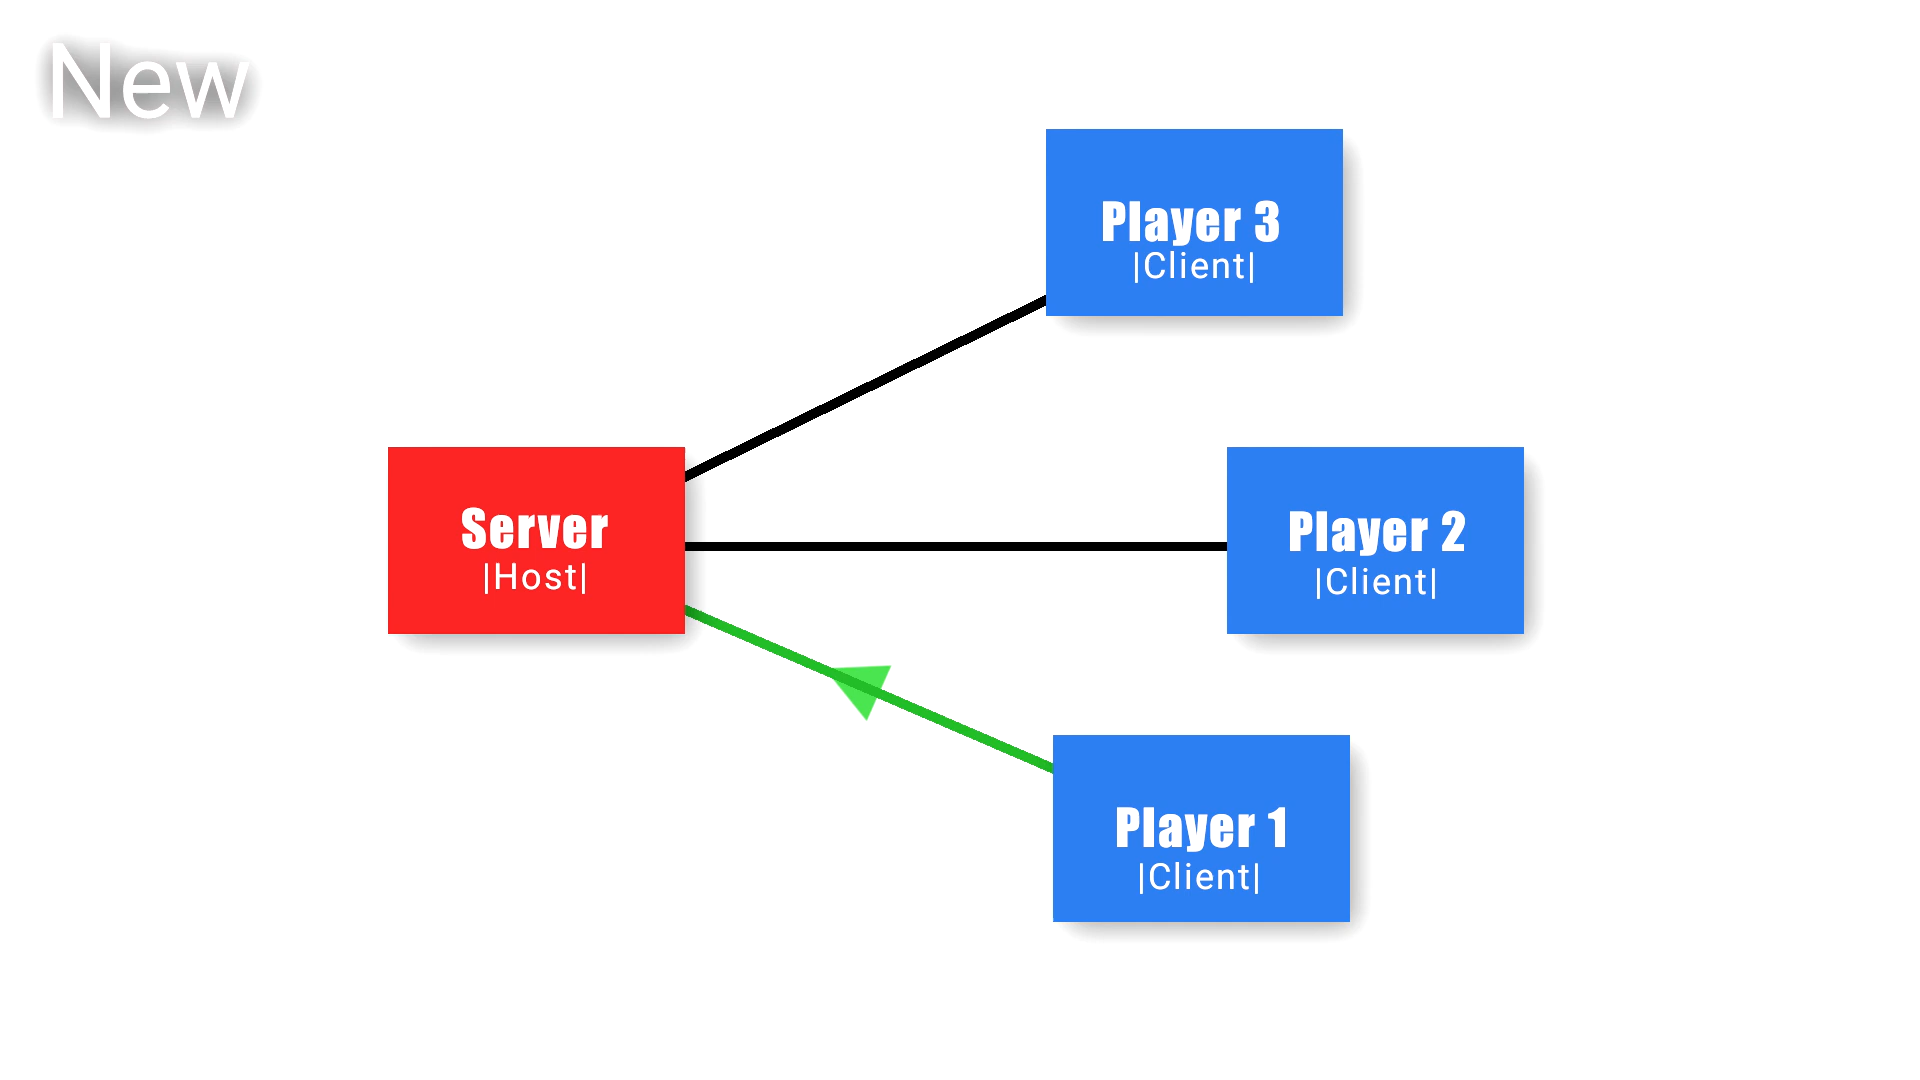 New
Player 3
|Client|
Server
|Host|
Player 2
|Client|
Player 1
|Client|